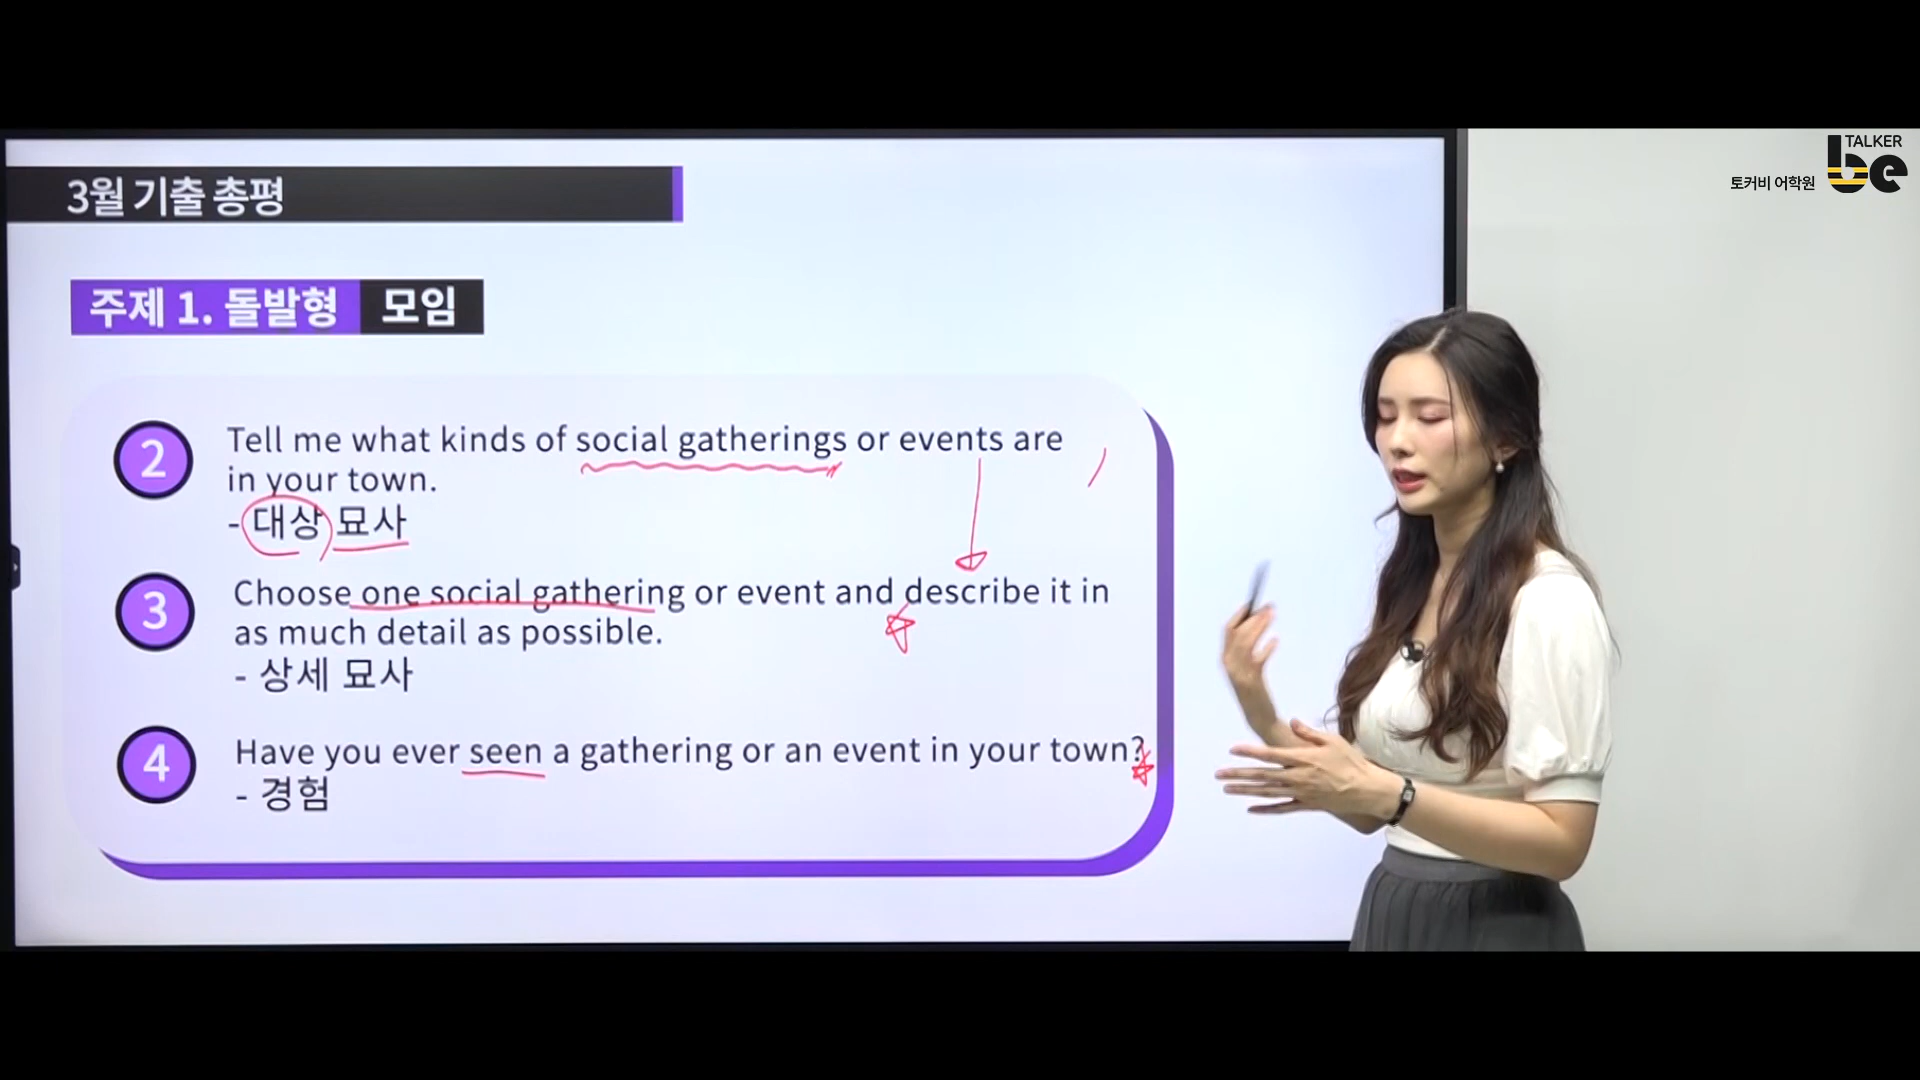 TALKER
be
토커비 어학원
3월 기출 총평
주제 1. 돌발형 모임
2
Tell me what kinds of social gatherings or events are
in your town.
- 대상 묘사
3
Choose one social gathering or event and describe it in
as much detail as possible.
- 상세 묘사
4
Have you ever seen a gathering or an event in your town?
- 경험